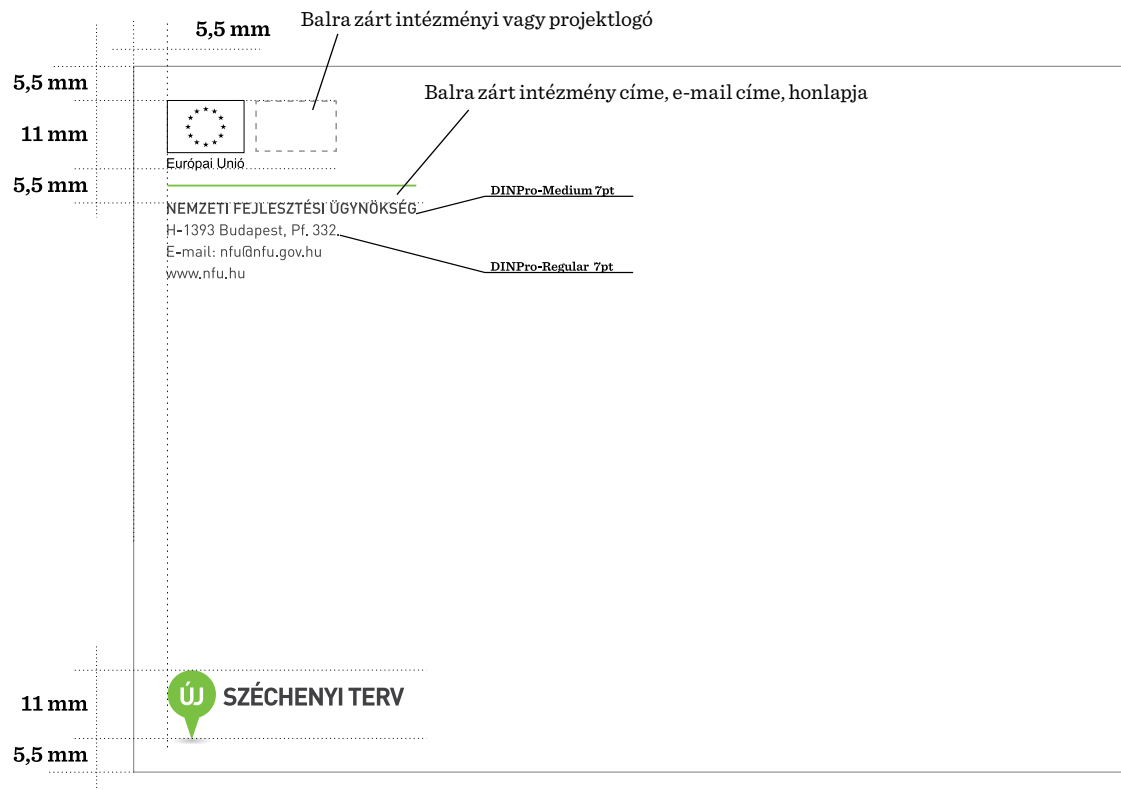 Balra zárt intézményi vagy projektlogó
5,5 mm
5,5 mm
Balra zárt intézmény címe, e-mail címe, honlapja
11 mm
Európai Unió
5,5 mm
DINPro-Medium 7pt
NEMZETI FEJLESZTÉSI ÜGYNÖKSÉG
H-1393 Budapest, Pf. 332.
E-mail: nfu@nfu.gov.hu
DINPro-Regular 7pt
www.nfu.hu
11 mm
ÚJ SZÉCHENYI TERV
5,5 mm